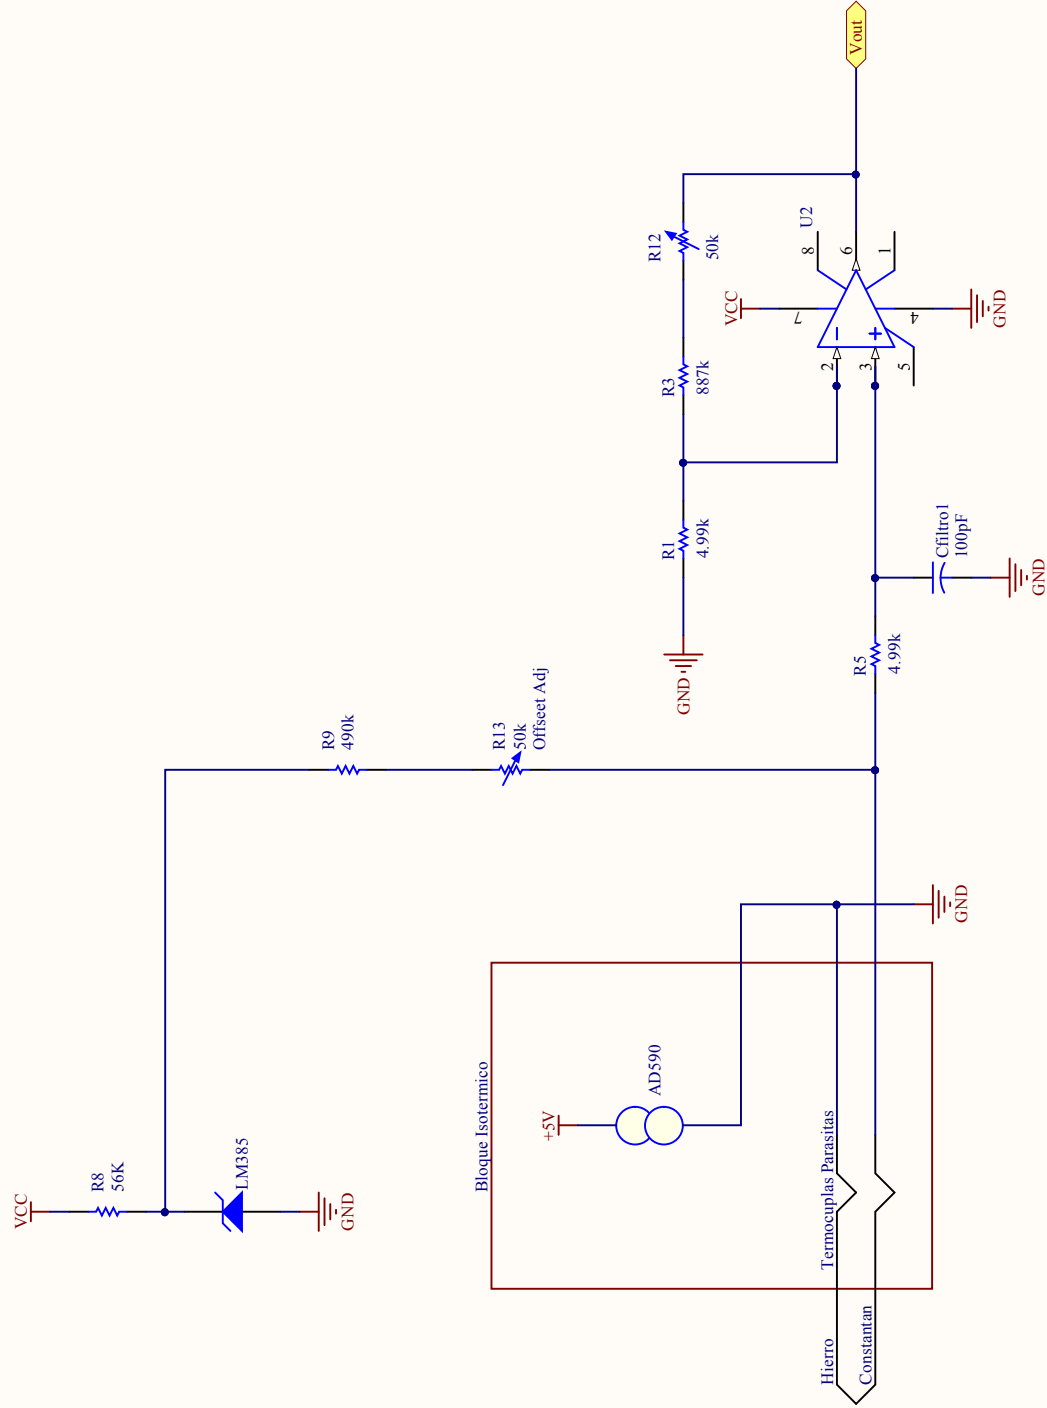 VCC
R8
56K
LM385
GND
R9
490k
R13
50k
Offseet Adj
Bloque Isotermico
+5V
AD590
Termocuplas Parasitas
Hierro
Constantan
GND
R5
4.99k
Cfiltro1
100pF
GND
GND
R1
4.99k
R3
887k
R12
50k
VCC
7
U2
8
2
3
5
6
1
4
GND
Vout